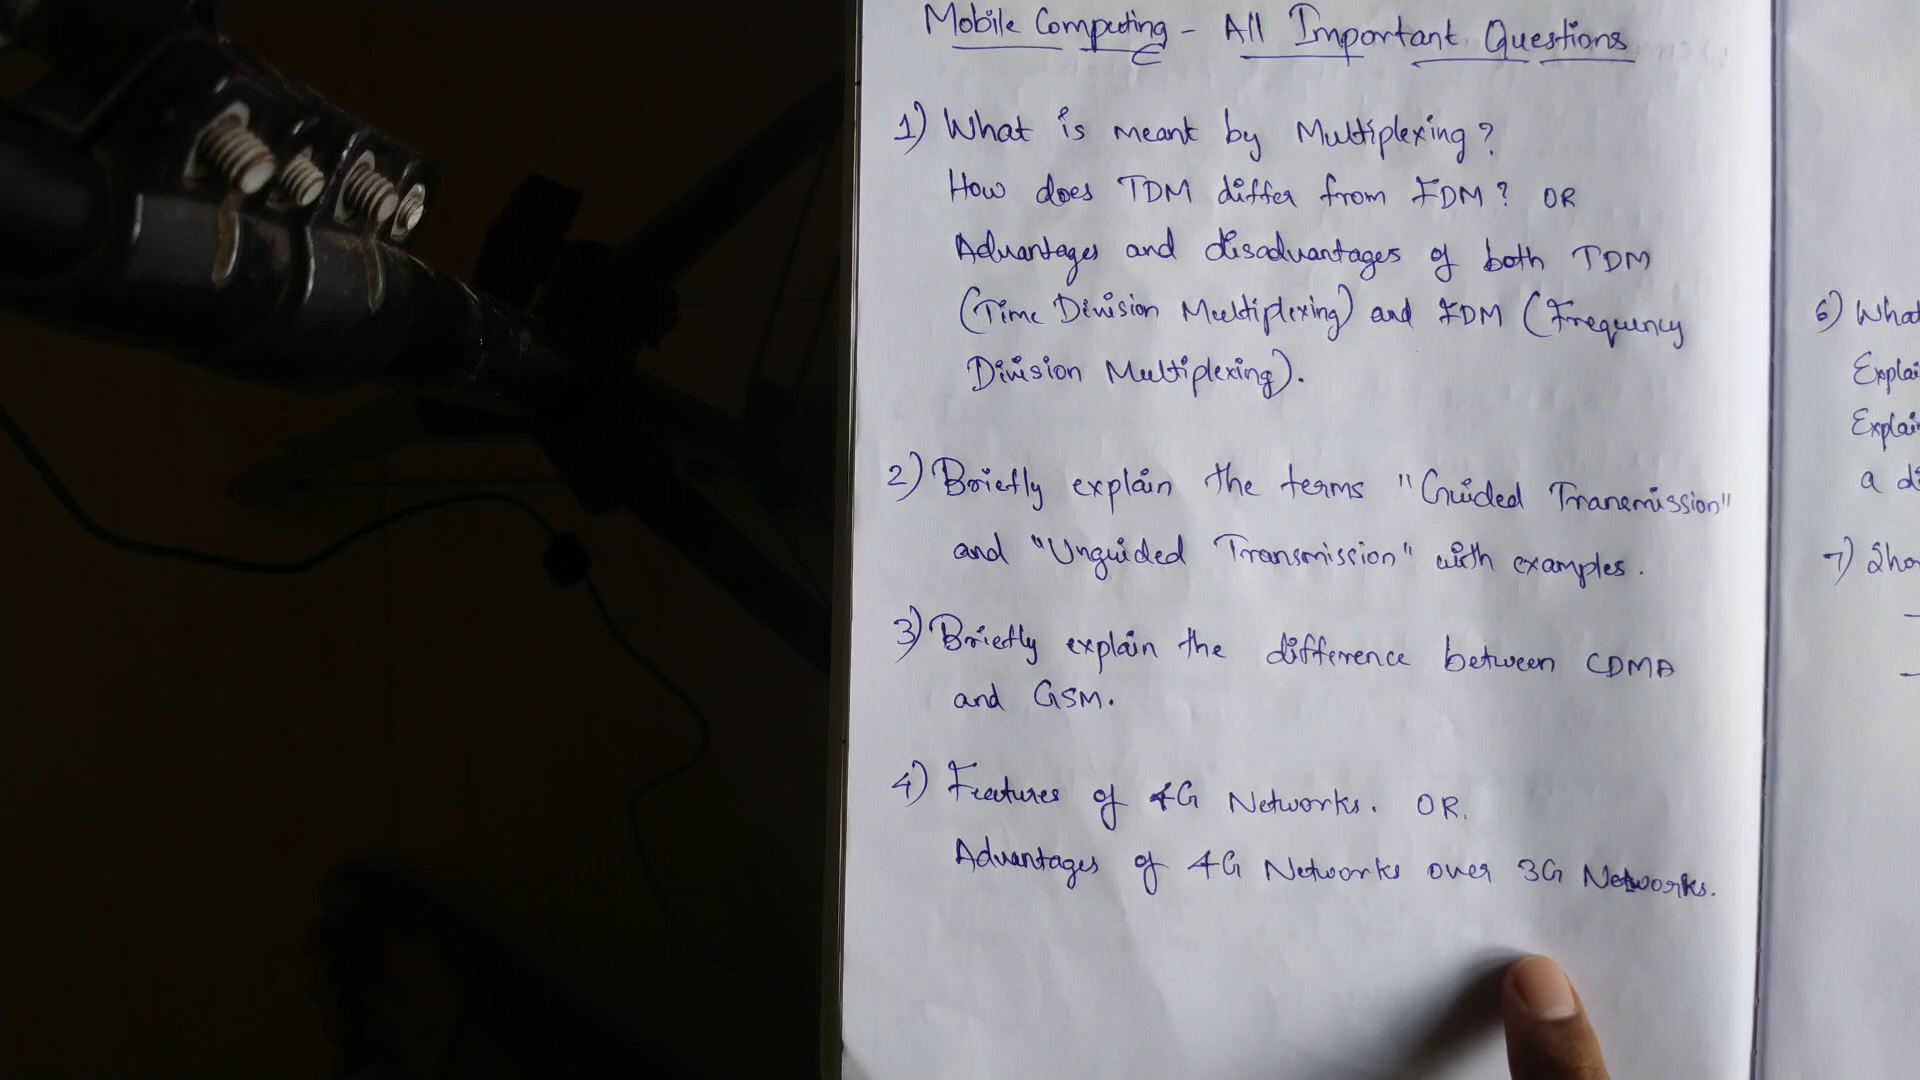 Mobile Computing - All Important Questions
1) What is meant by Multiplexing?
How does TDM differ from FDM? OR
Advantages and disadvantages of both TDM
(Time Division Multiplexing) and FDM (Frequency
Division Multiplexing).
2) Briefly explain the terms "Guided Transmission"
and "Unguided Transmission" with examples.
3) Briefly explain the difference between CDMA
and GSM.
4) Features of 4G Networks. OR.
Advantages of 4G Networks over 3G Networks.
6) What
Explai
Explain
a di
7) Sho